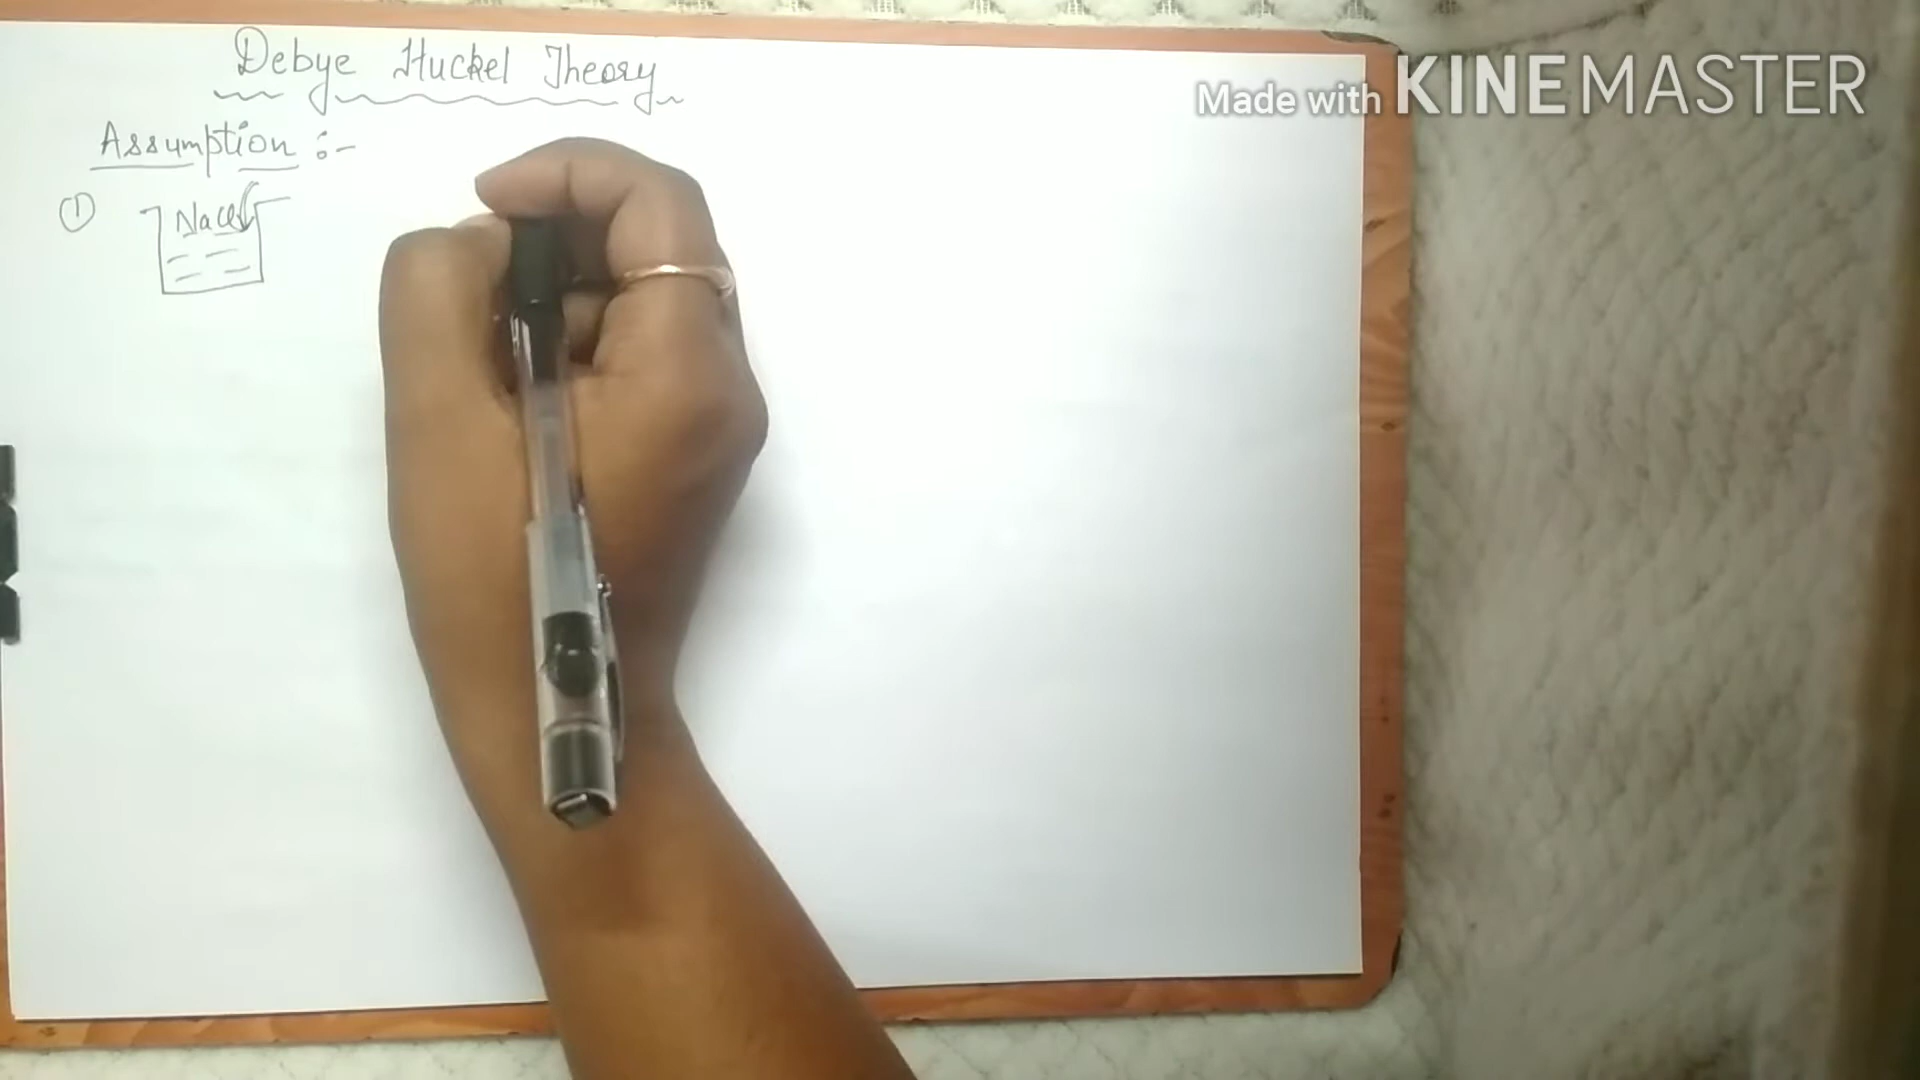 Debye Huckel Theory
Made with KINEMASTER
Assumption :-
① NaCl